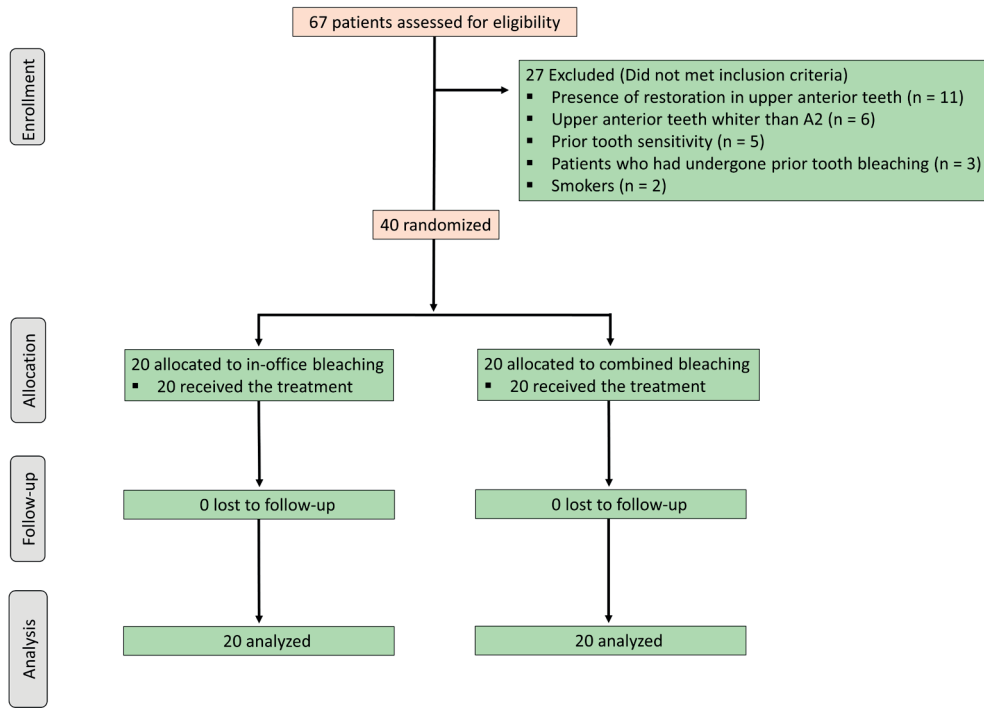 67 patients assessed for eligibility
Enrollment
27 Excluded (Did not met inclusion criteria)
▪ Presence of restoration in upper anterior teeth (n = 11)
▪ Upper anterior teeth whiter than A2 (n = 6)
▪ Prior tooth sensitivity (n = 5)
▪ Patients who had undergone prior tooth bleaching (n = 3)
▪ Smokers (n = 2)
40 randomized
Allocation
20 allocated to in-office bleaching
▪ 20 received the treatment
20 allocated to combined bleaching
▪ 20 received the treatment
Follow-up
0 lost to follow-up
0 lost to follow-up
Analysis
20 analyzed
20 analyzed